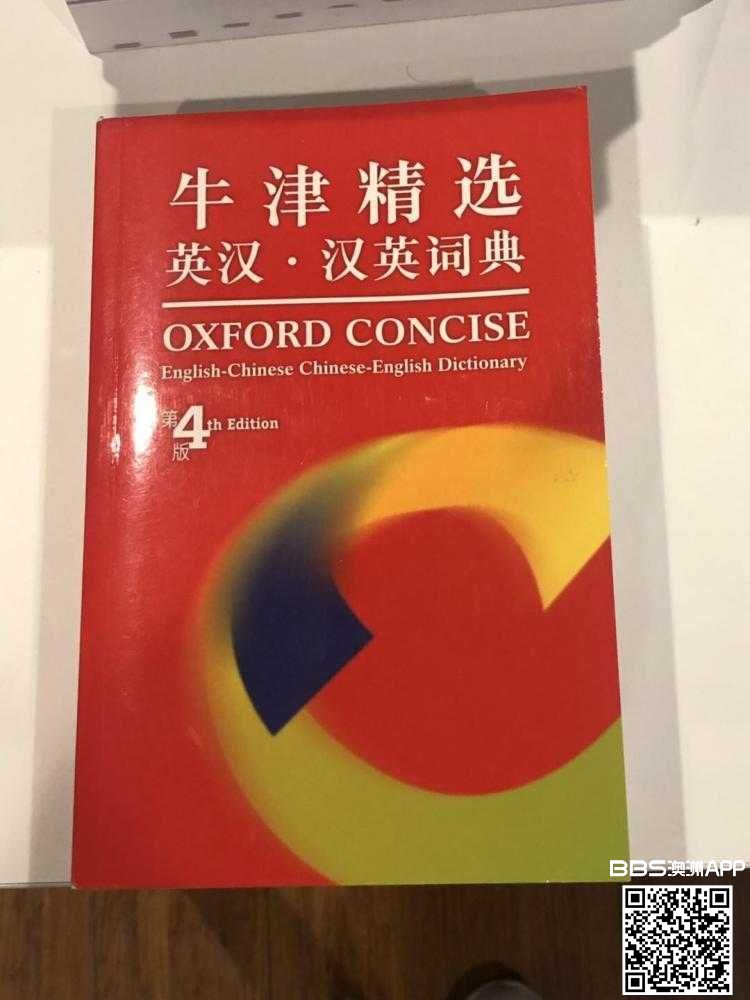 牛津精选
英汉·汉英词典
OXFORD CONCISE
English-Chinese Chinese-English Dictionary
第4版
4th Edition
BBS澳洲APP